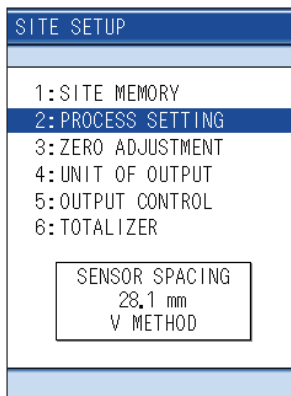 SITE SETUP
1:SITE MEMORY
2:PROCESS SETTING
3:ZERO ADJUSTMENT
4:UNIT OF OUTPUT
5:OUTPUT CONTROL
6:TOTALIZER
SENSOR SPACING
28.1 mm
V METHOD